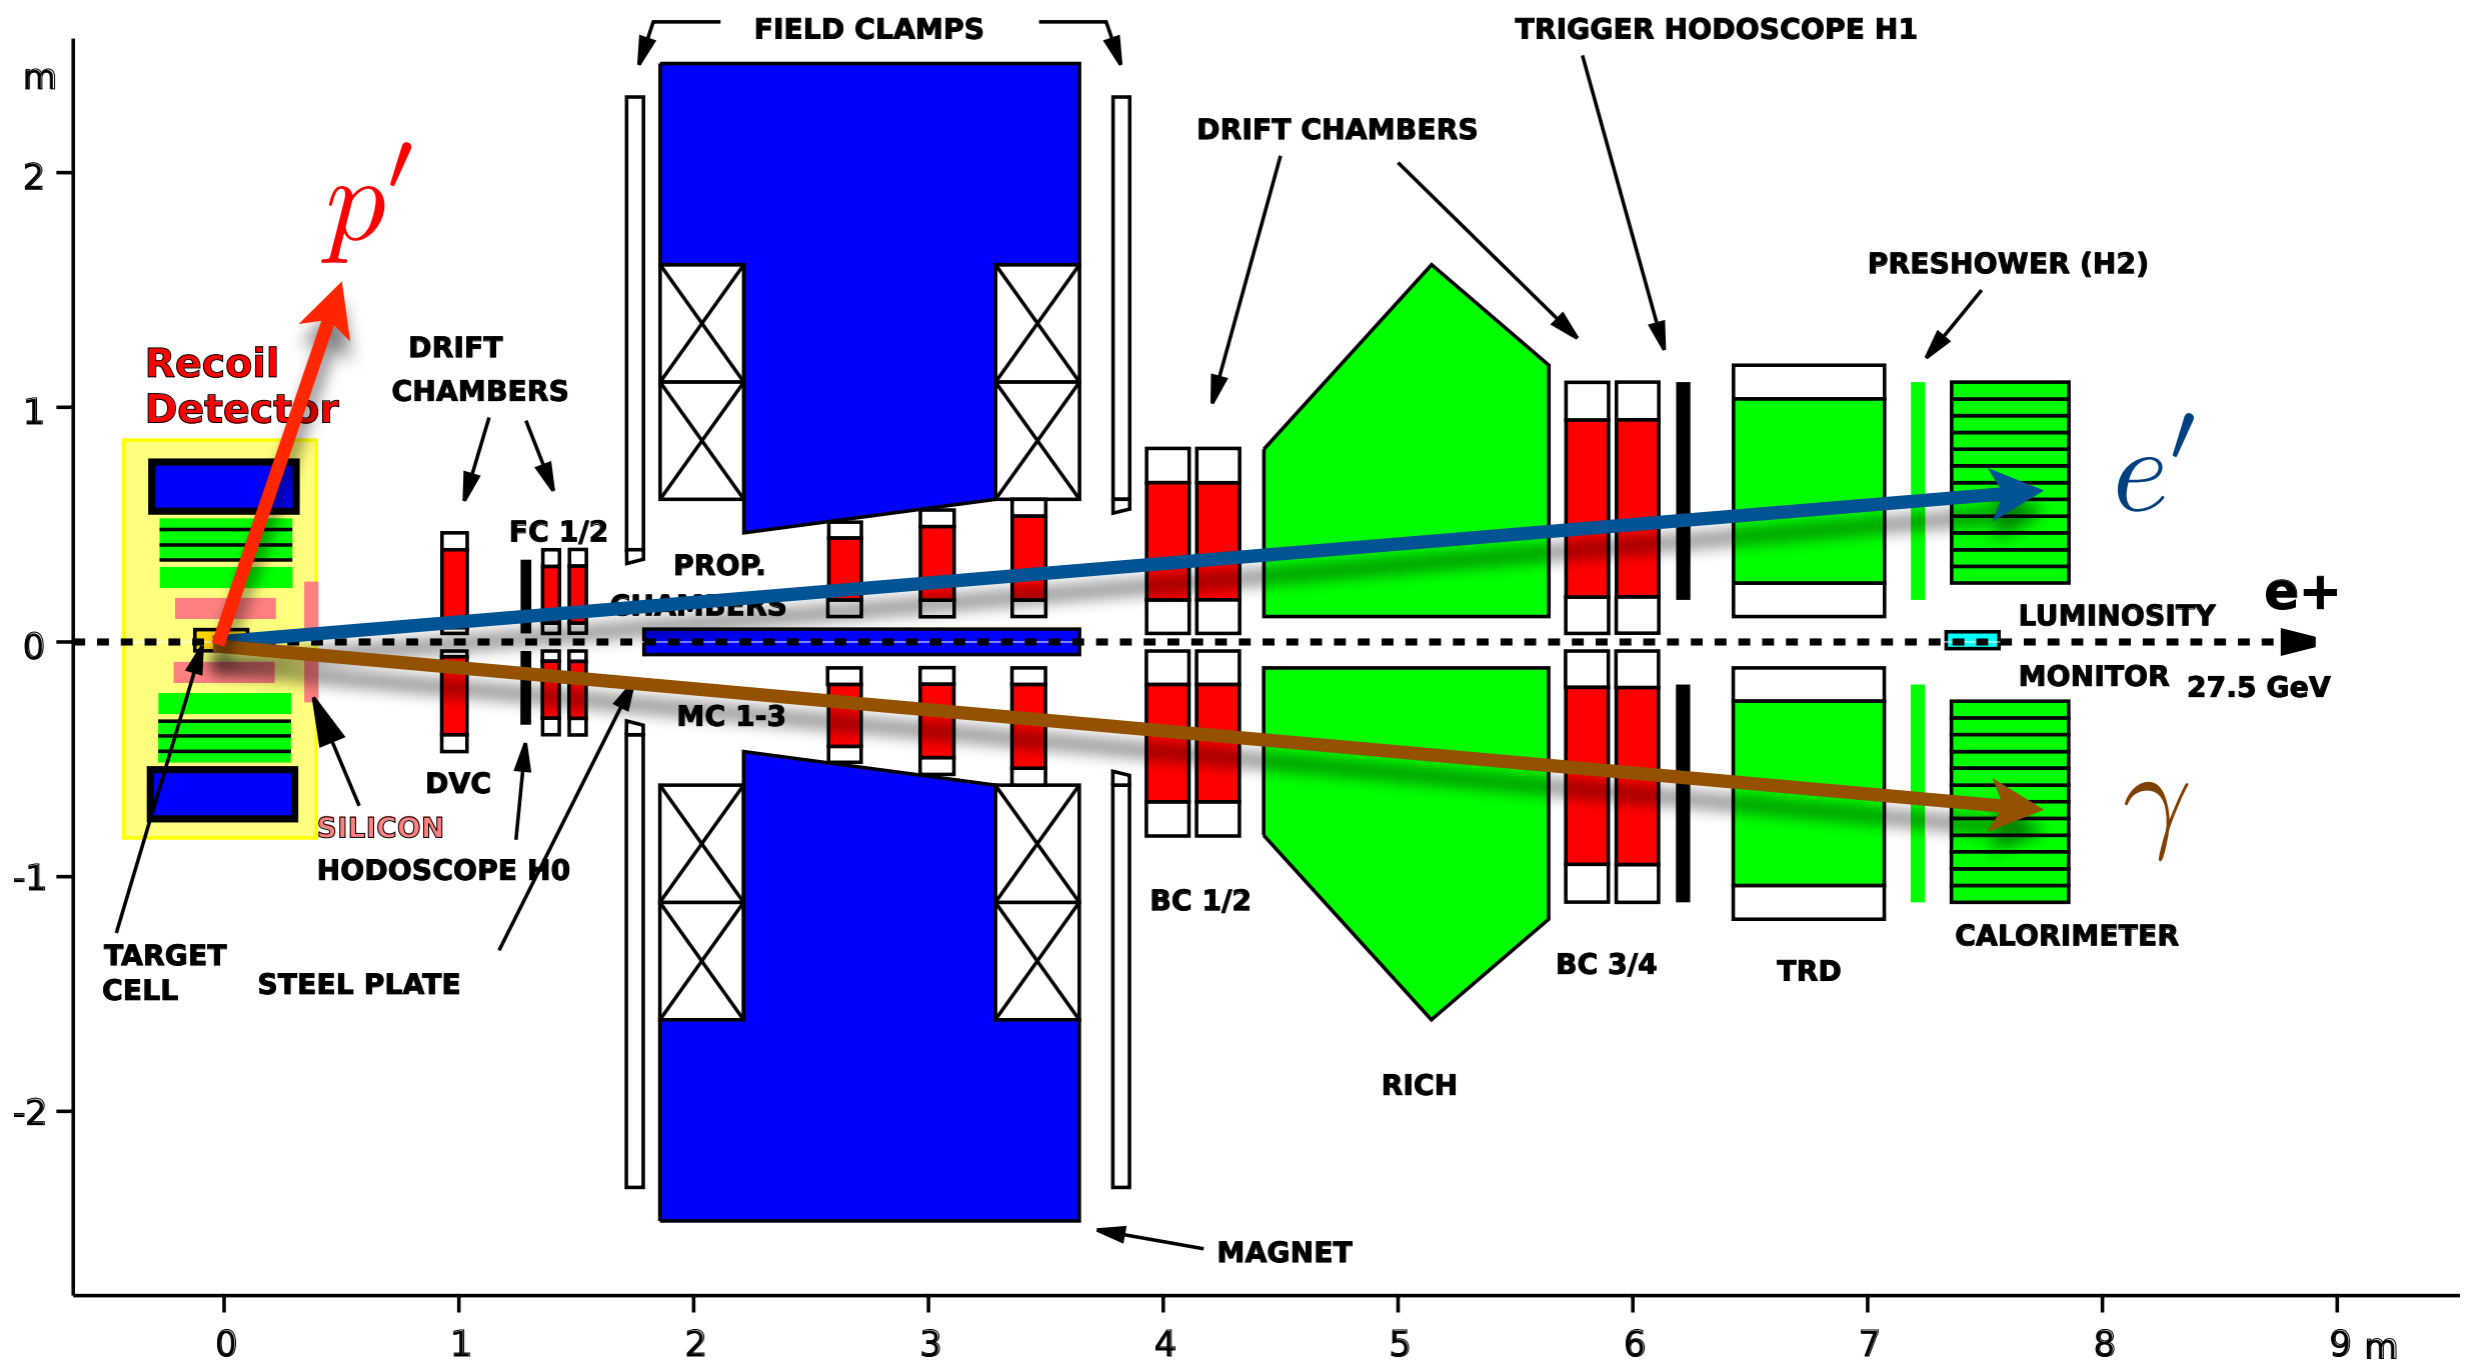 FIELD CLAMPS
TRIGGER HODOSCOPE H1
m
DRIFT CHAMBERS
2
p′
PRESHOWER (H2)
DRIFT
CHAMBERS
Recoil
Detector
1
e′
FC 1/2
PROP.
CHAMBERS
e+
LUMINOSITY
0
MONITOR
27.5 GeV
MC 1-3
DVC
SILICON
HODOSCOPE H0
γ
-1
BC 1/2
CALORIMETER
TARGET
CELL
STEEL PLATE
BC 3/4
TRD
RICH
-2
MAGNET
0 1 2 3 4 5 6 7 8 9 m